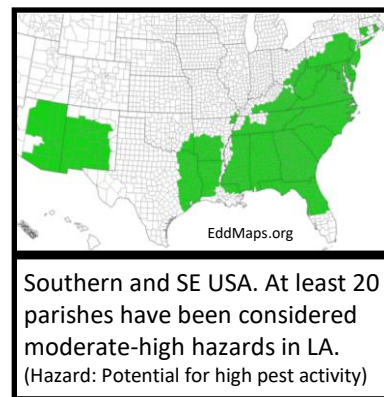 EddMaps.org
Southern and SE USA. At least 20
parishes have been considered
moderate-high hazards in LA.
(Hazard: Potential for high pest activity)